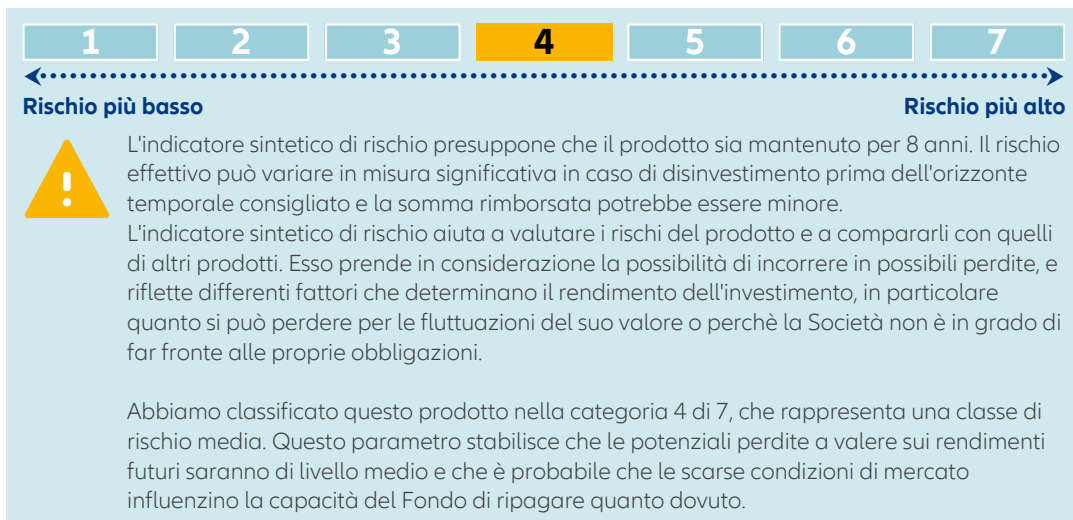 1 2 3 4 5 6 7
Rischio più basso Rischio più alto
L'indicatore sintetico di rischio presuppone che il prodotto sia mantenuto per 8 anni. Il rischio
effettivo può variare in misura significativa in caso di disinvestimento prima dell'orizzonte
temporale consigliato e la somma rimborsata potrebbe essere minore.
L'indicatore sintetico di rischio aiuta a valutare i rischi del prodotto e a compararli con quelli
di altri prodotti. Esso prende in considerazione la possibilità di incorrere in possibili perdite, e
riflette differenti fattori che determinano il rendimento dell'investimento, in particolare
quanto si può perdere per le fluttuazioni del suo valore o perchè la Società non è in grado di
far fronte alle proprie obbligazioni.
Abbiamo classificato questo prodotto nella categoria 4 di 7, che rappresenta una classe di
rischio media. Questo parametro stabilisce che le potenziali perdite a valere sui rendimenti
futuri saranno di livello medio e che è probabile che le scarse condizioni di mercato
influenzino la capacità del Fondo di ripagare quanto dovuto.